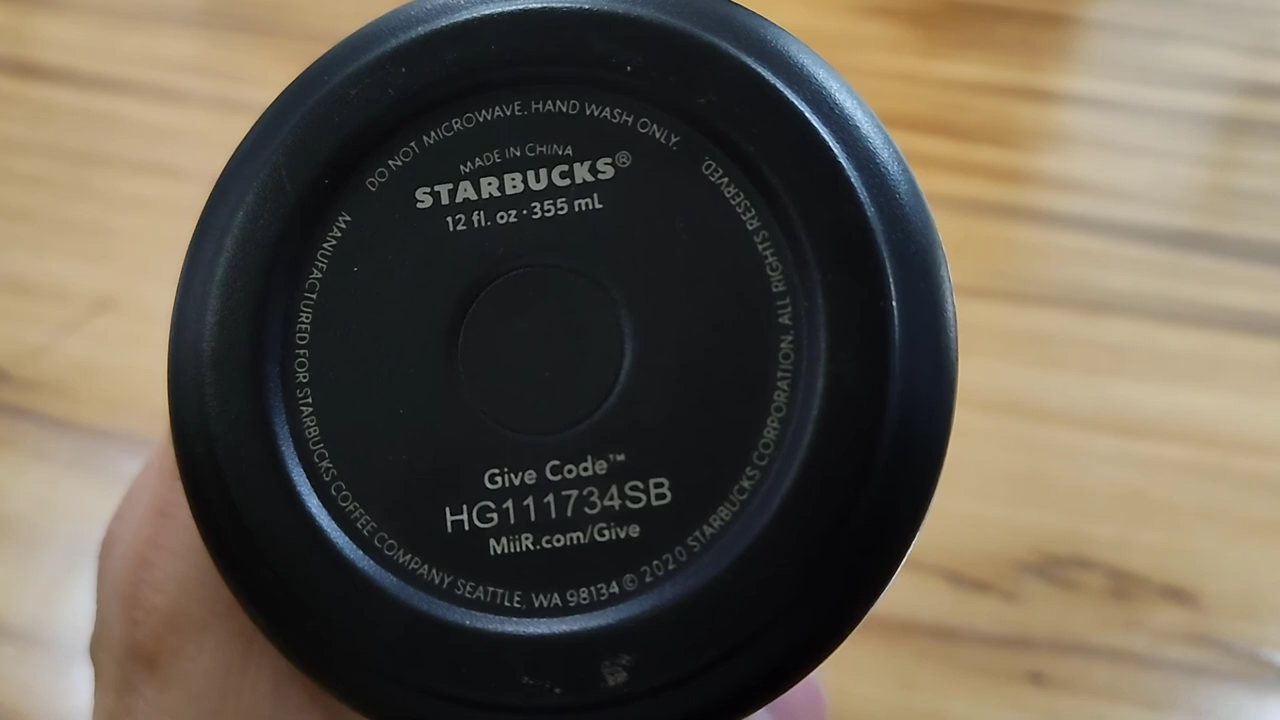 DO NOT MICROWAVE. HAND WASH ONLY.
MADE IN CHINA
STARBUCKS®
12 fl. oz · 355 mL
Give Code™
HG111734SB
MiiR.com/Give
MANUFACTURED FOR STARBUCKS COFFEE COMPANY SEATTLE, WA 98134 © 2020 STARBUCKS CORPORATION. ALL RIGHTS RESERVED.